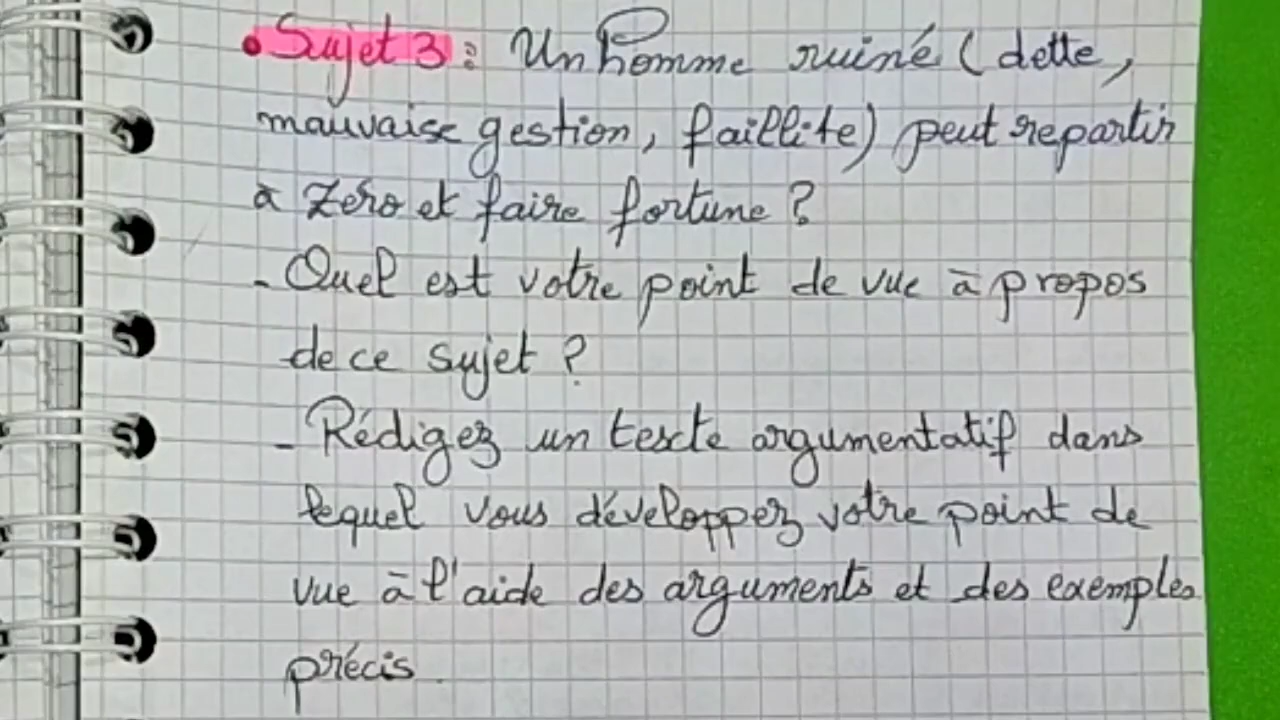 • Sujet 3 : Un homme ruiné ( dette,
mauvaise gestion, faillite) peut repartir
à zéro et faire fortune ?
- Quel est votre point de vue à propos
de ce sujet ?
- Rédigez un texte argumentatif dans
lequel vous développez votre point de
vue à l'aide des arguments et des exemples
précis.